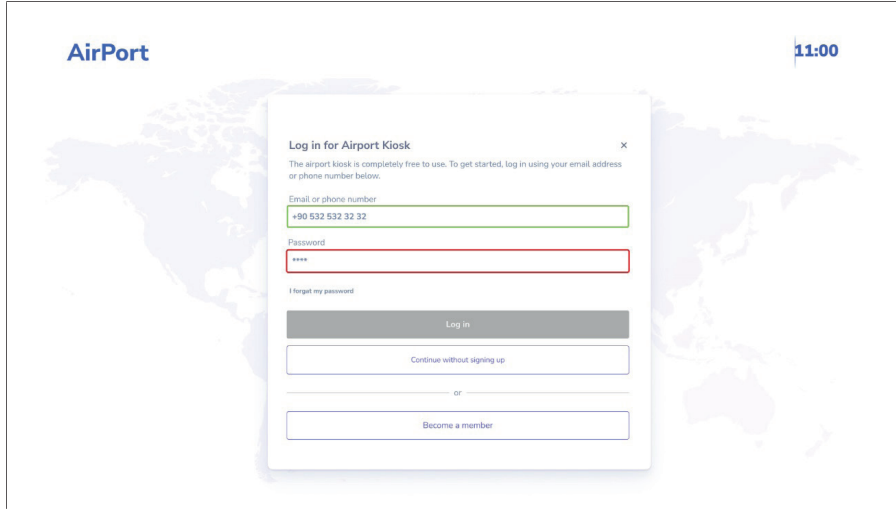 AirPort
11:00
Log in for Airport Kiosk
×
The airport kiosk is completely free to use. To get started, log in using your email address
or phone number below.
Email or phone number
+90 532 532 32 32
Password
****
I forgot my password
Log in
Continue without signing up
or
Become a member